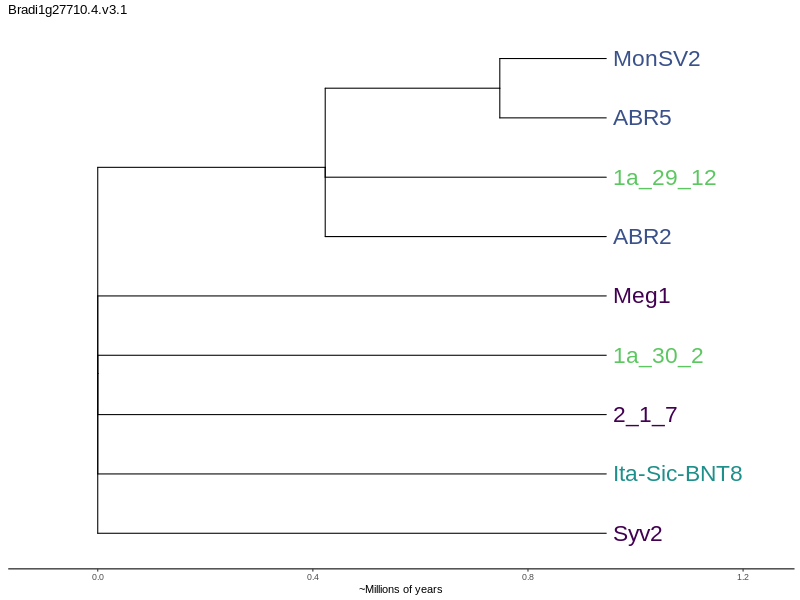 Bradi1g27710.4.v3.1
MonSV2
ABR5
1a_29_12
ABR2
Meg1
1a_30_2
2_1_7
Ita-Sic-BNT8
Syv2
0.0 0.4 0.8 1.2
~Millions of years